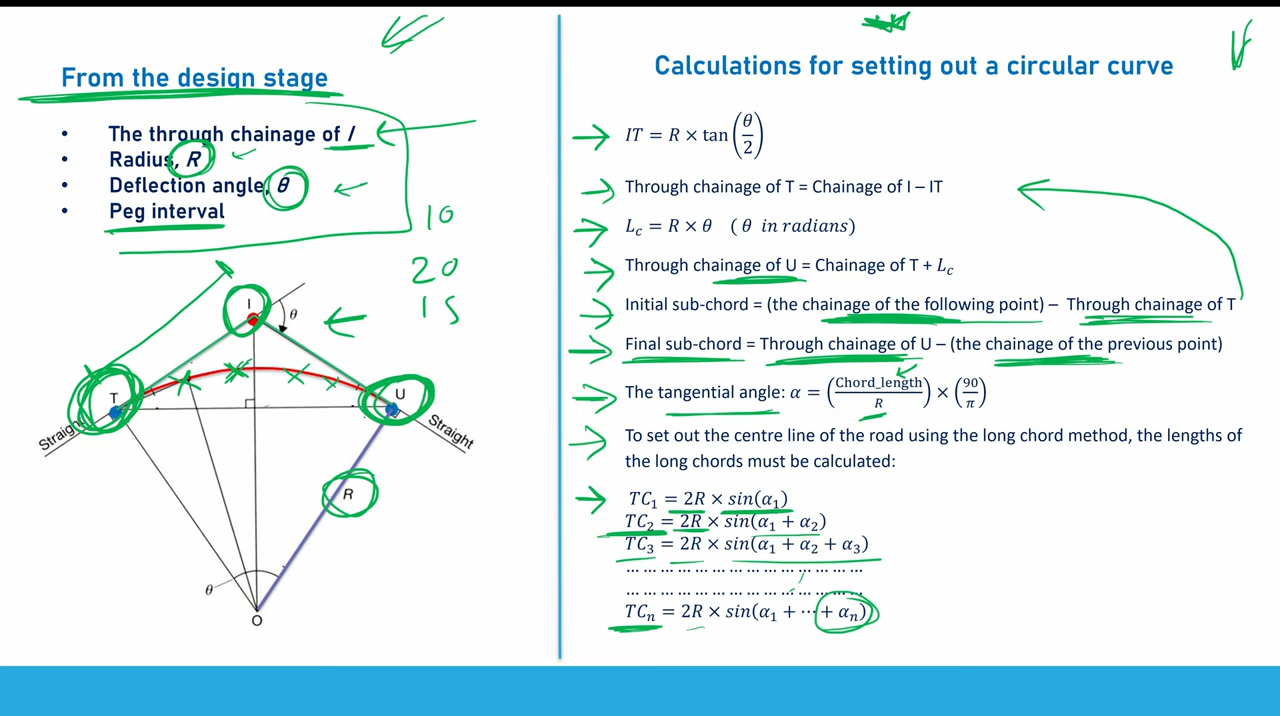 From the design stage
• The through chainage of I
• Radius, R
• Deflection angle, θ
• Peg interval
10
20
15
I
θ
T
U
Straight
Straight
R
θ
O
Calculations for setting out a circular curve
IT = R × tan(θ/2)
Through chainage of T = Chainage of I – IT
L_c = R × θ ( θ in radians)
Through chainage of U = Chainage of T + L_c
Initial sub-chord = (the chainage of the following point) – Through chainage of T
Final sub-chord = Through chainage of U – (the chainage of the previous point)
The tangential angle: α = (Chord_length/R) × (90/π)
To set out the centre line of the road using the long chord method, the lengths of
the long chords must be calculated:
TC₁ = 2R × sin(α₁)
TC₂ = 2R × sin(α₁ + α₂)
TC₃ = 2R × sin(α₁ + α₂ + α₃)
… … … … … … … … … … … … … …
… … … … … … … … … … … … … …
TCₙ = 2R × sin(α₁ + ⋯ + αₙ)